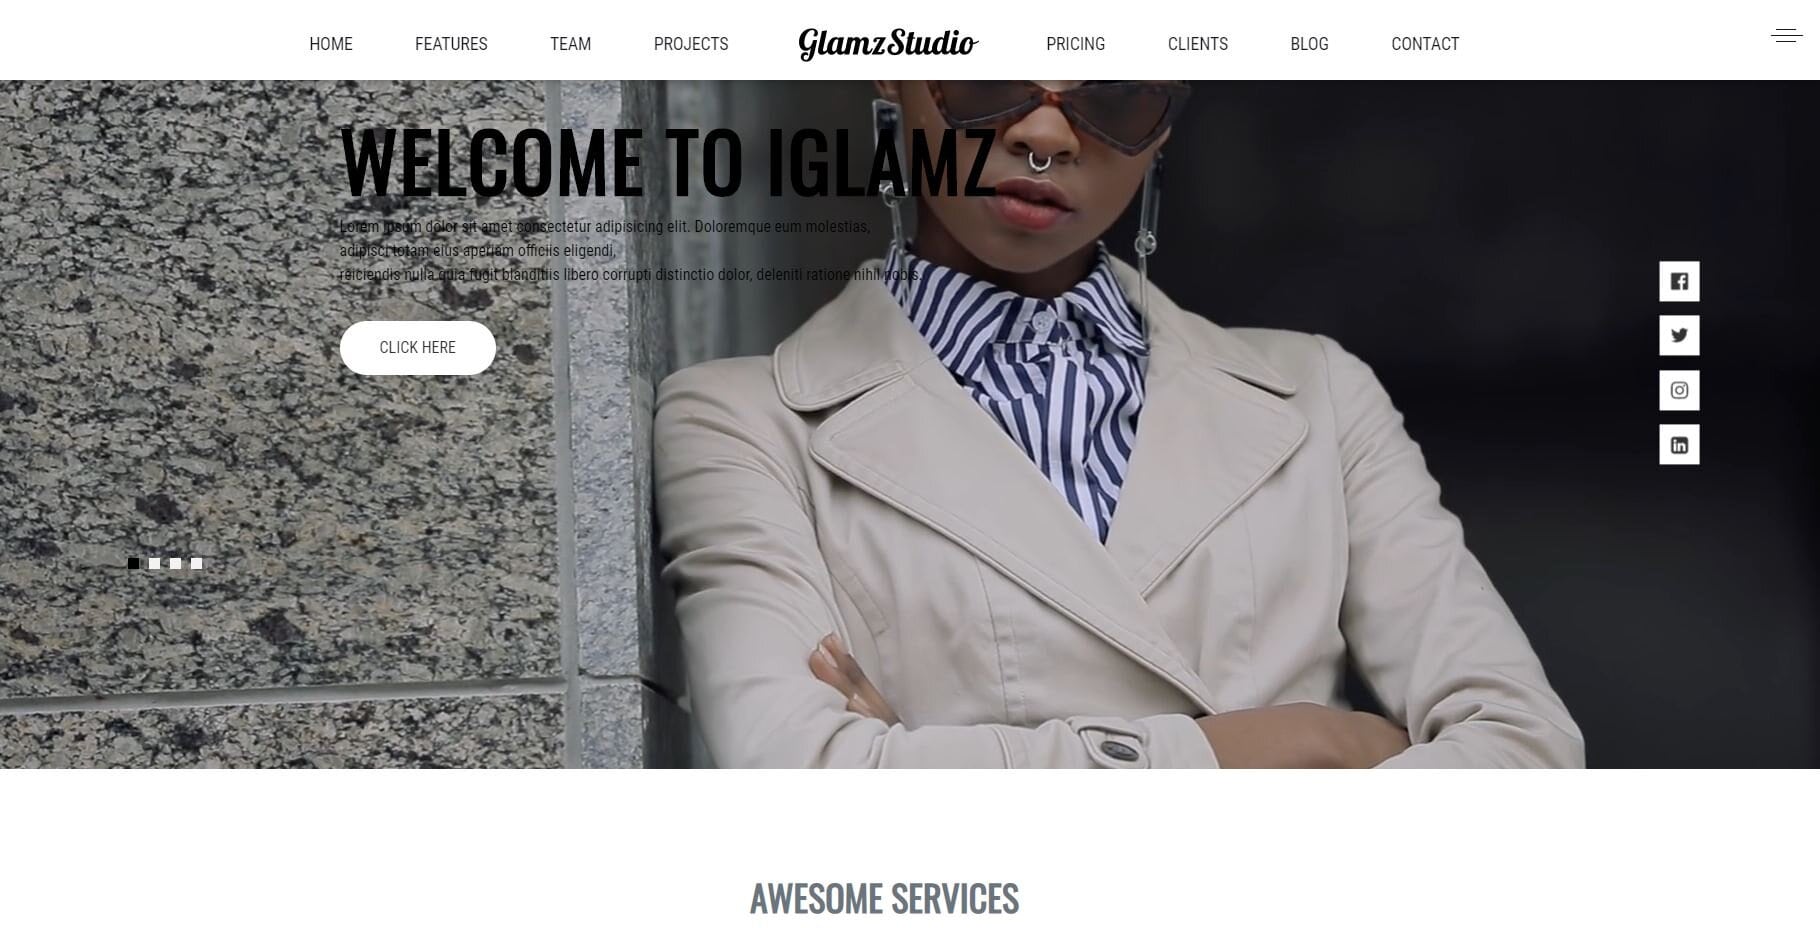 HOME FEATURES TEAM PROJECTS GlamzStudio PRICING CLIENTS BLOG CONTACT
WELCOME TO IGLAMZ
Lorem ipsum dolor sit amet consectetur adipisicing elit. Doloremque eum molestias,
adipisci totam eius aperiam officiis eligendi,
reiciendis nulla quia fugit blanditiis libero corrupti distinctio dolor, deleniti ratione nihil nobis.
CLICK HERE
AWESOME SERVICES